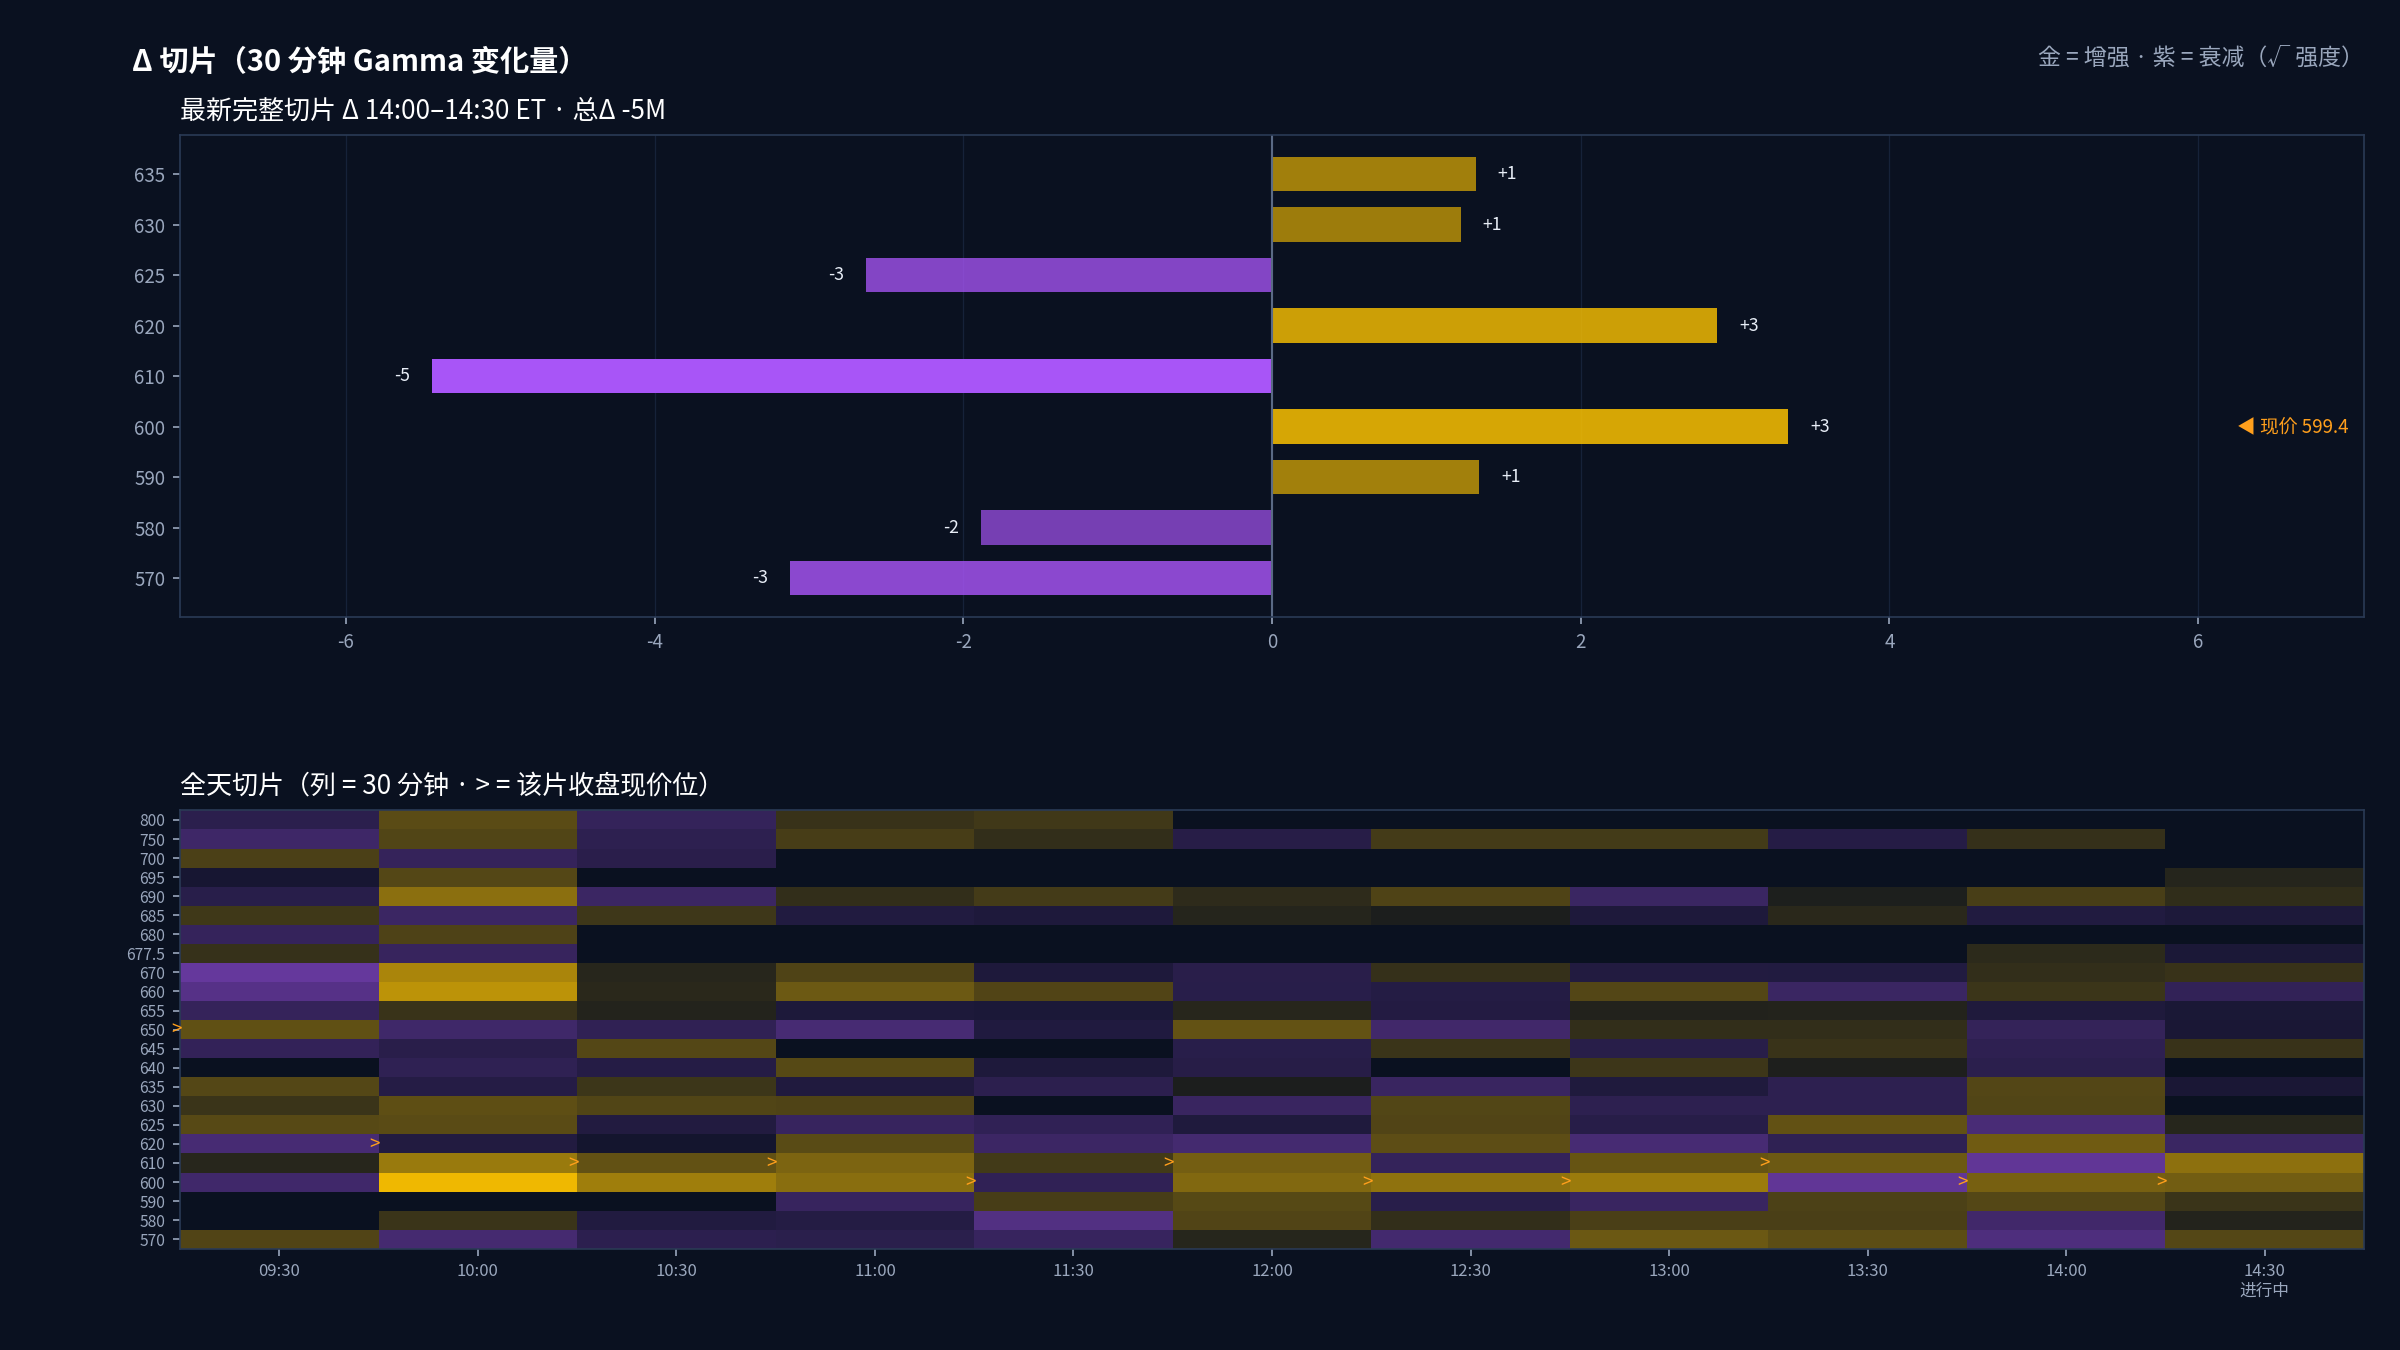 Δ 切片（30 分钟 Gamma 变化量）
金 = 增强 · 紫 = 衰减（√ 强度）
最新完整切片 Δ 14:00–14:30 ET · 总Δ -5M
635 +1
630 +1
625 -3
620 +3
610 -5
600 +3 ◀ 现价 599.4
590 +1
580 -2
570 -3
-6 -4 -2 0 2 4 6
全天切片（列 = 30 分钟 · > = 该片收盘现价位）
800
750
700
695
690
685
680
677.5
670
660
655
650 >
645
640
635
630
625
620 >
610 > > > >
600 > > > > >
590
580
570
09:30 10:00 10:30 11:00 11:30 12:00 12:30 13:00 13:30 14:00 14:30
进行中